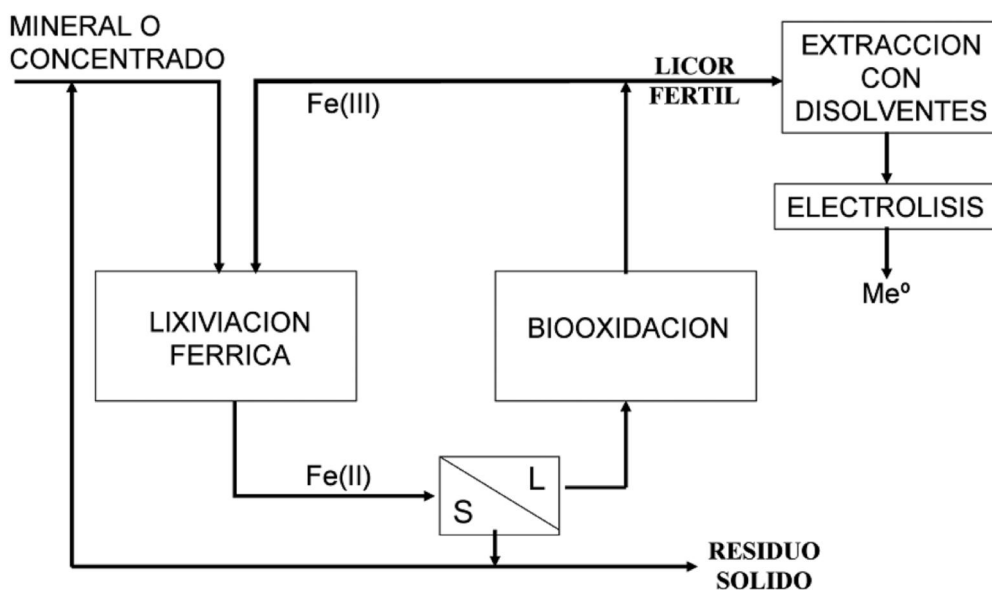 MINERAL O
CONCENTRADO
EXTRACCION
CON
DISOLVENTES
LICOR
FERTIL
Fe(III)
ELECTROLISIS
Meº
LIXIVIACION
FERRICA
BIOOXIDACION
Fe(II)
L
S
RESIDUO
SOLIDO